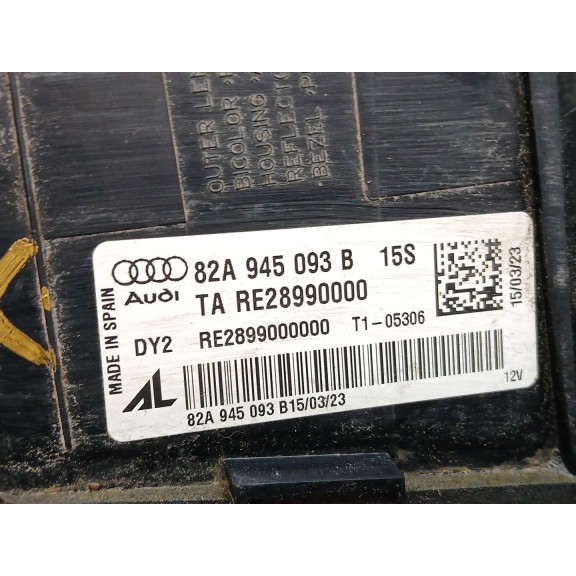 OUTER LEN
BICOLOR
HOUSING
REFLECTO
BEZEL
MADE IN SPAIN
Audi
82A 945 093 B 15S
TA RE28990000
DY2 RE2899000000 T1-05306
15/03/23
AL
82A 945 093 B15/03/23
12V